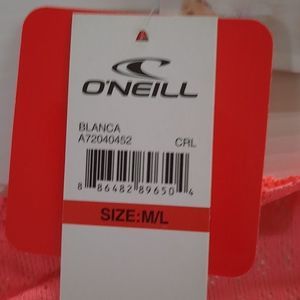 O'NEILL
BLANCA
A72040452 CRL
8 86482 89650 4
SIZE:M/L